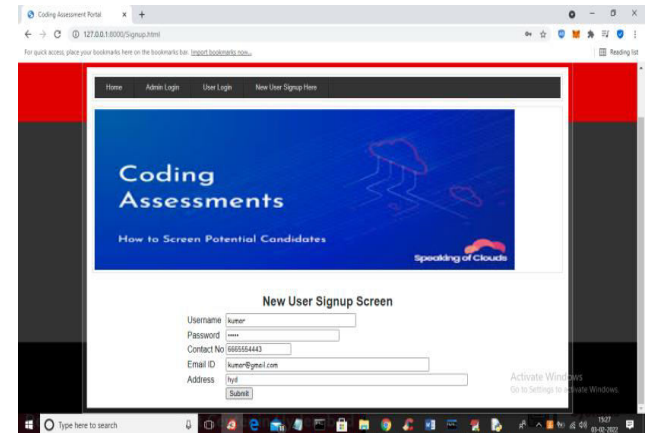 Coding Assessment Portal
127.0.0.1:8000/Signup.html
For quick access, place your bookmarks here on the bookmarks bar. Import bookmarks now...
Reading list
Home Admin Login User Login New User Signup Here
Coding
Assessments
How to Screen Potential Candidates
Speaking of Clouds
New User Signup Screen
Username kumar
Password •••••
Contact No 6665554443
Email ID kumar@gmail.com
Address hyd
Submit
Activate Windows
Go to Settings to activate Windows.
Type here to search
15:27
03-02-2022